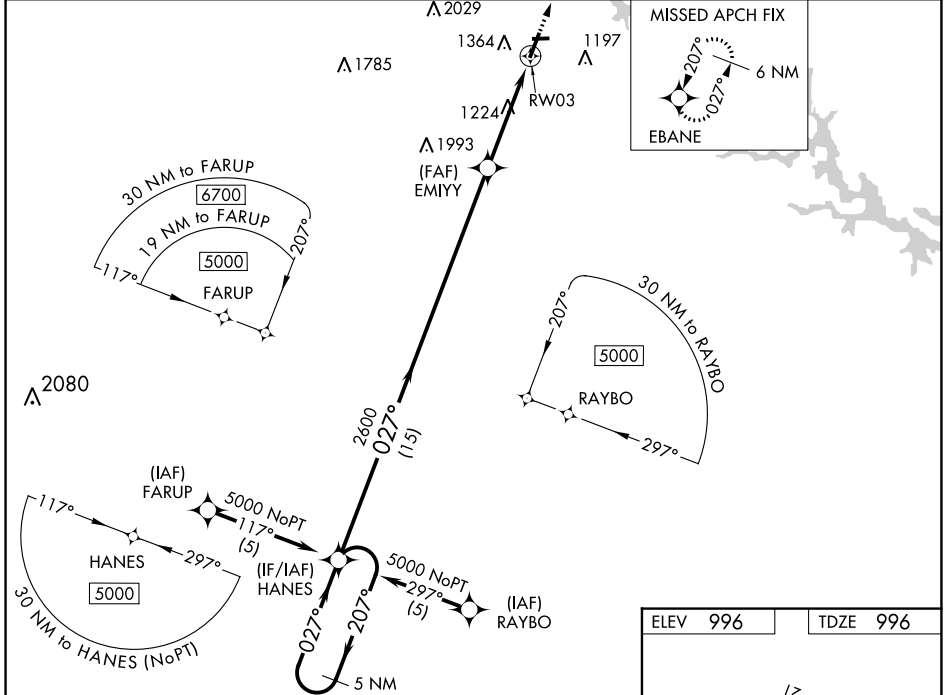 2029
1364
1197
1785
RW03
1224
1993
(FAF)
EMIYY
MISSED APCH FIX
207°
027°
6 NM
EBANE
30 NM to FARUP
6700
19 NM to FARUP
207°
5000
117°
FARUP
30 NM to RAYBO
207°
5000
RAYBO
297°
2080
2600
027°
(15)
(IAF)
FARUP
5000 NoPT
117°
(5)
(IF/IAF)
HANES
5000 NoPT
297°
(5)
(IAF)
RAYBO
117°
HANES
297°
5000
30 NM to HANES (NoPT)
027°
207°
5 NM
ELEV 996
TDZE 996